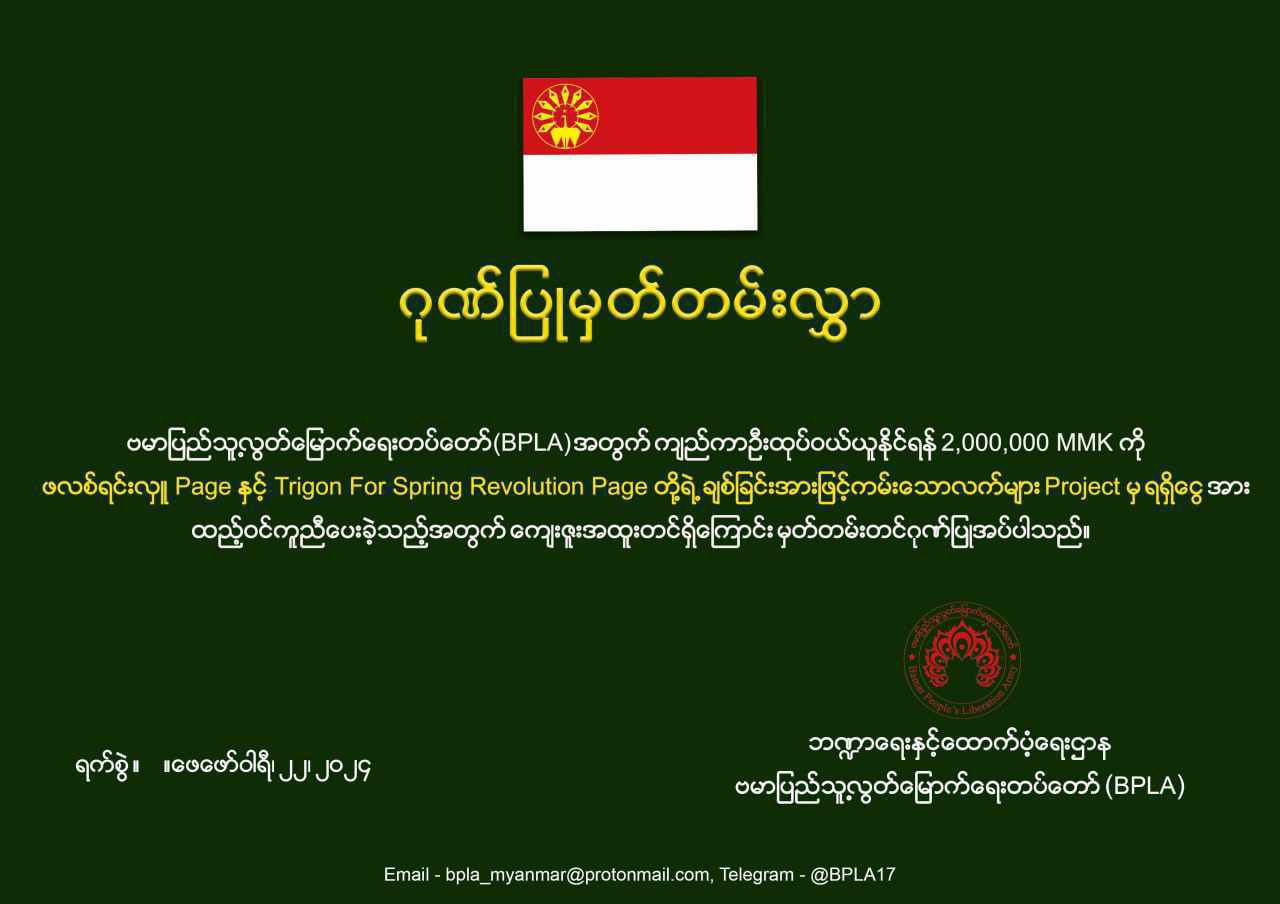 ဂုဏ်ပြုမှတ်တမ်းလွှာ
ဗမာပြည်သူ့လွတ်မြောက်ရေးတပ်တော်(BPLA)အတွက် ကျည်ကာဦးထုပ်ဝယ်ယူနိုင်ရန် 2,000,000 MMK ကို
ဖလစ်ရင်းလှူ Page နှင့် Trigon For Spring Revolution Page တို့ရဲ့ ချစ်ခြင်းအားဖြင့်ကမ်းသောလက်များ Project မှ ရရှိငွေ အား
ထည့်ဝင်ကူညီပေးခဲ့သည့်အတွက် ကျေးဇူးအထူးတင်ရှိကြောင်း မှတ်တမ်းတင်ဂုဏ်ပြုအပ်ပါသည်။
ဗမာပြည်သူ့လွတ်မြောက်ရေးတပ်တော်
Bamar People's Liberation Army
ဘဏ္ဍာရေးနှင့်ထောက်ပံ့ရေးဌာန
ဗမာပြည်သူ့လွတ်မြောက်ရေးတပ်တော် (BPLA)
ရက်စွဲ ။ ။ဖေဖော်ဝါရီ၊ ၂၂၊ ၂၀၂၄
Email - bpla_myanmar@protonmail.com, Telegram - @BPLA17